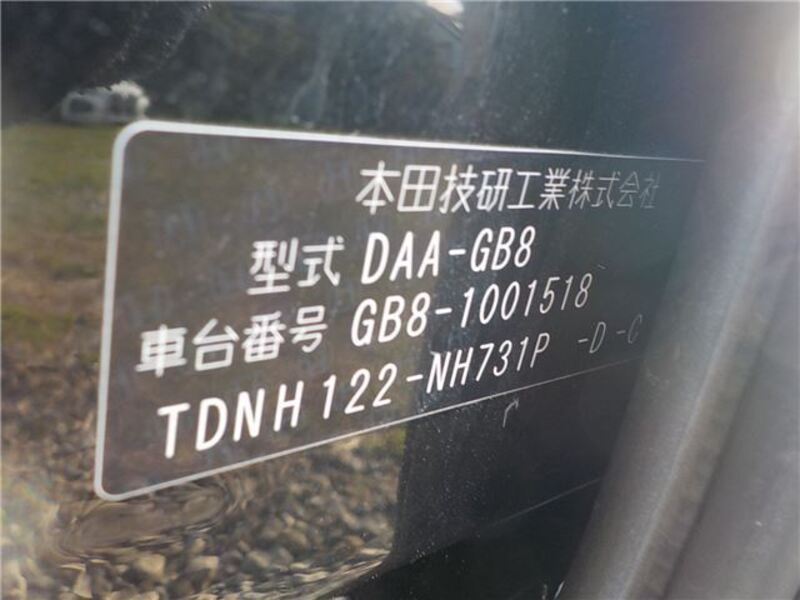 本田技研工業株式会社
型式 DAA-GB8
車台番号 GB8-1001518
TDNH122-NH731P -D-C